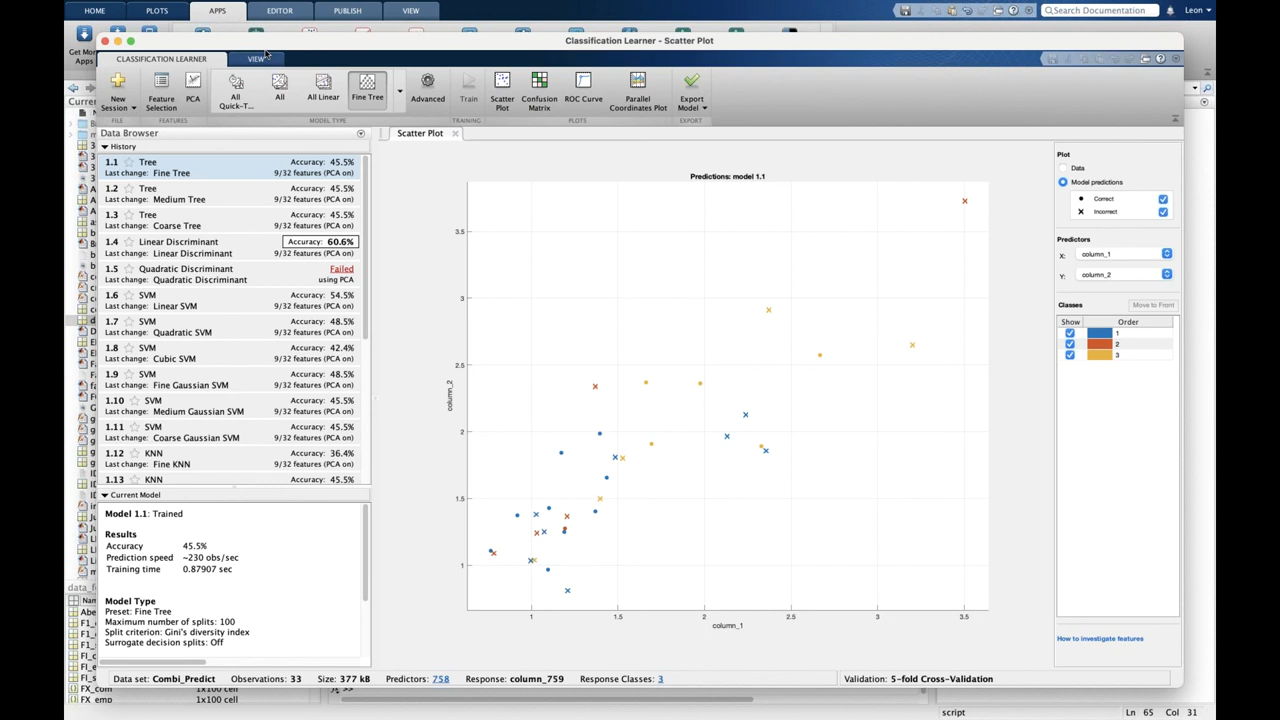 HOME PLOTS APPS EDITOR PUBLISH VIEW Search Documentation Leon
Get More
Apps
Classification Learner - Scatter Plot
CLASSIFICATION LEARNER VIEW
New
Session
Feature
Selection
PCA
All
Quick-T...
All
All Linear
Fine Tree
Advanced
Train
Scatter
Plot
Confusion
Matrix
ROC Curve
Parallel
Coordinates Plot
Export
Model
FILE FEATURES MODEL TYPE TRAINING PLOTS EXPORT
Data Browser
History
1.1 Tree Accuracy: 45.5%
Last change: Fine Tree 9/32 features (PCA on)
1.2 Tree Accuracy: 45.5%
Last change: Medium Tree 9/32 features (PCA on)
1.3 Tree Accuracy: 45.5%
Last change: Coarse Tree 9/32 features (PCA on)
1.4 Linear Discriminant Accuracy: 60.6%
Last change: Linear Discriminant 9/32 features (PCA on)
1.5 Quadratic Discriminant Failed
Last change: Quadratic Discriminant using PCA
1.6 SVM Accuracy: 54.5%
Last change: Linear SVM 9/32 features (PCA on)
1.7 SVM Accuracy: 48.5%
Last change: Quadratic SVM 9/32 features (PCA on)
1.8 SVM Accuracy: 42.4%
Last change: Cubic SVM 9/32 features (PCA on)
1.9 SVM Accuracy: 48.5%
Last change: Fine Gaussian SVM 9/32 features (PCA on)
1.10 SVM Accuracy: 45.5%
Last change: Medium Gaussian SVM 9/32 features (PCA on)
1.11 SVM Accuracy: 45.5%
Last change: Coarse Gaussian SVM 9/32 features (PCA on)
1.12 KNN Accuracy: 36.4%
Last change: Fine KNN 9/32 features (PCA on)
1.13 KNN Accuracy: 45.5%
Current Model
Model 1.1: Trained
Results
Accuracy 45.5%
Prediction speed ~230 obs/sec
Training time 0.87907 sec
Model Type
Preset: Fine Tree
Maximum number of splits: 100
Split criterion: Gini's diversity index
Surrogate decision splits: Off
Scatter Plot
Predictions: model 1.1
3.5
3
2.5
2
1.5
1
column_2
1 1.5 2 2.5 3 3.5
column_1
Plot
Data
Model predictions
Correct
Incorrect
Predictors
X: column_1
Y: column_2
Classes Move to Front
Show Order
1
2
3
How to investigate features
Data set: Combi_Predict Observations: 33 Size: 377 kB Predictors: 758 Response: column_759 Response Classes: 3 Validation: 5-fold Cross-Validation
FX_com 1x100 cell
FX_emp 1x100 cell
script Ln 65 Col 31